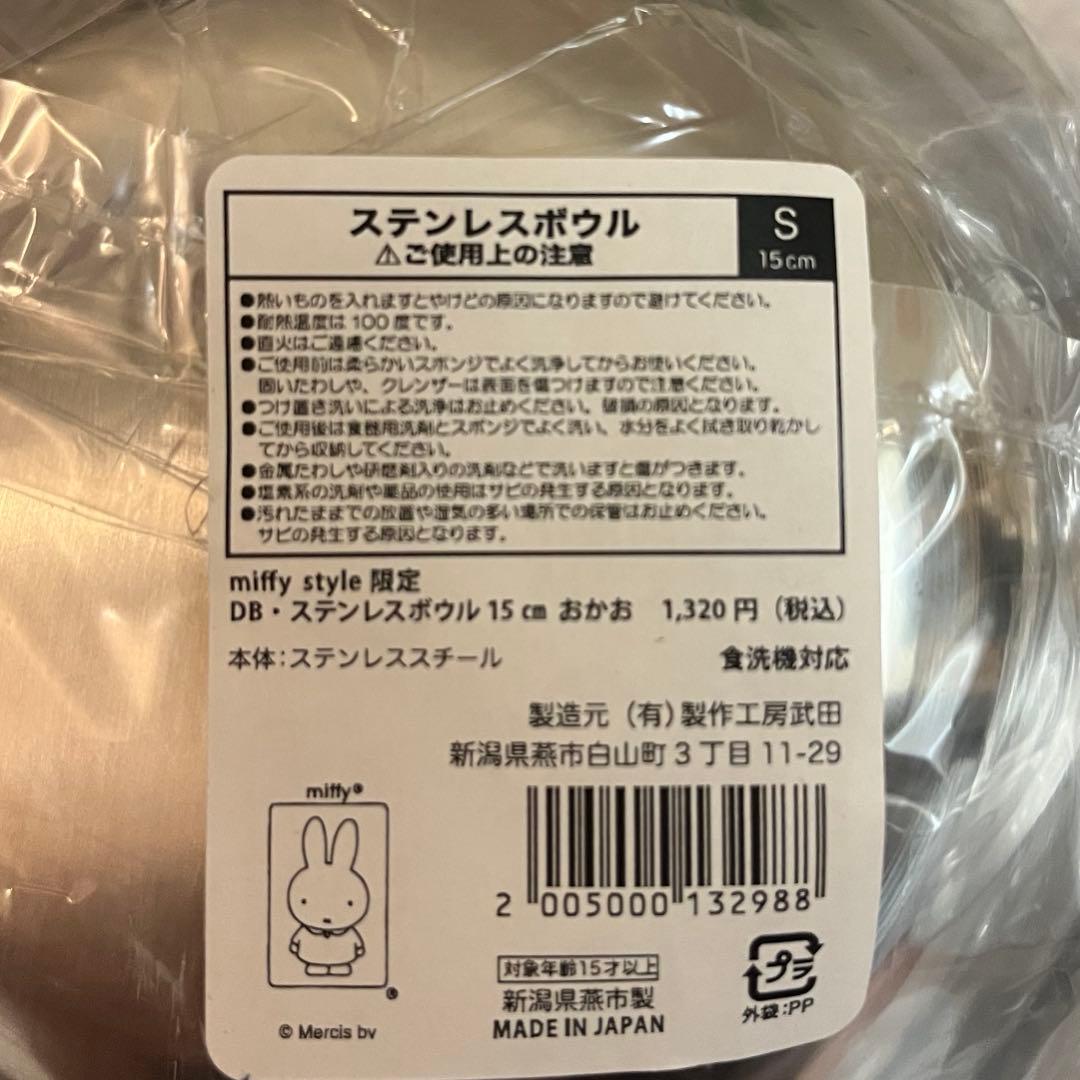 ステンレスボウル
⚠ご使用上の注意
S
15cm
●熱いものを入れますとやけどの原因になりますので避けてください。
●耐熱温度は100度です。
●直火はご遠慮ください。
●ご使用前は柔らかいスポンジでよく洗浄してからお使いください。
固いたわしや、クレンザーは表面を傷つけますので注意ください。
●つけ置き洗いによる洗浄はお止めください。破損の原因となります。
●ご使用後は食器用洗剤とスポンジでよく洗い、水分をよく拭き取り乾かし
てから収納してください。
●金属たわしや研磨剤入りの洗剤などで洗いますと傷がつきます。
●塩素系の洗剤や薬品の使用はサビの発生する原因となります。
●汚れたままでの放置や湿気の多い場所での保管はお止めください。
サビの発生する原因となります。
miffy style 限定
DB・ステンレスボウル 15㎝ おかお 1,320円（税込）
本体：ステンレススチール 食洗機対応
製造元（有）製作工房武田
新潟県燕市白山町3丁目11-29
miffy®
2 005000 132988
®
© Mercis bv
対象年齢15才以上
新潟県燕市製
MADE IN JAPAN
プラ
外袋：PP